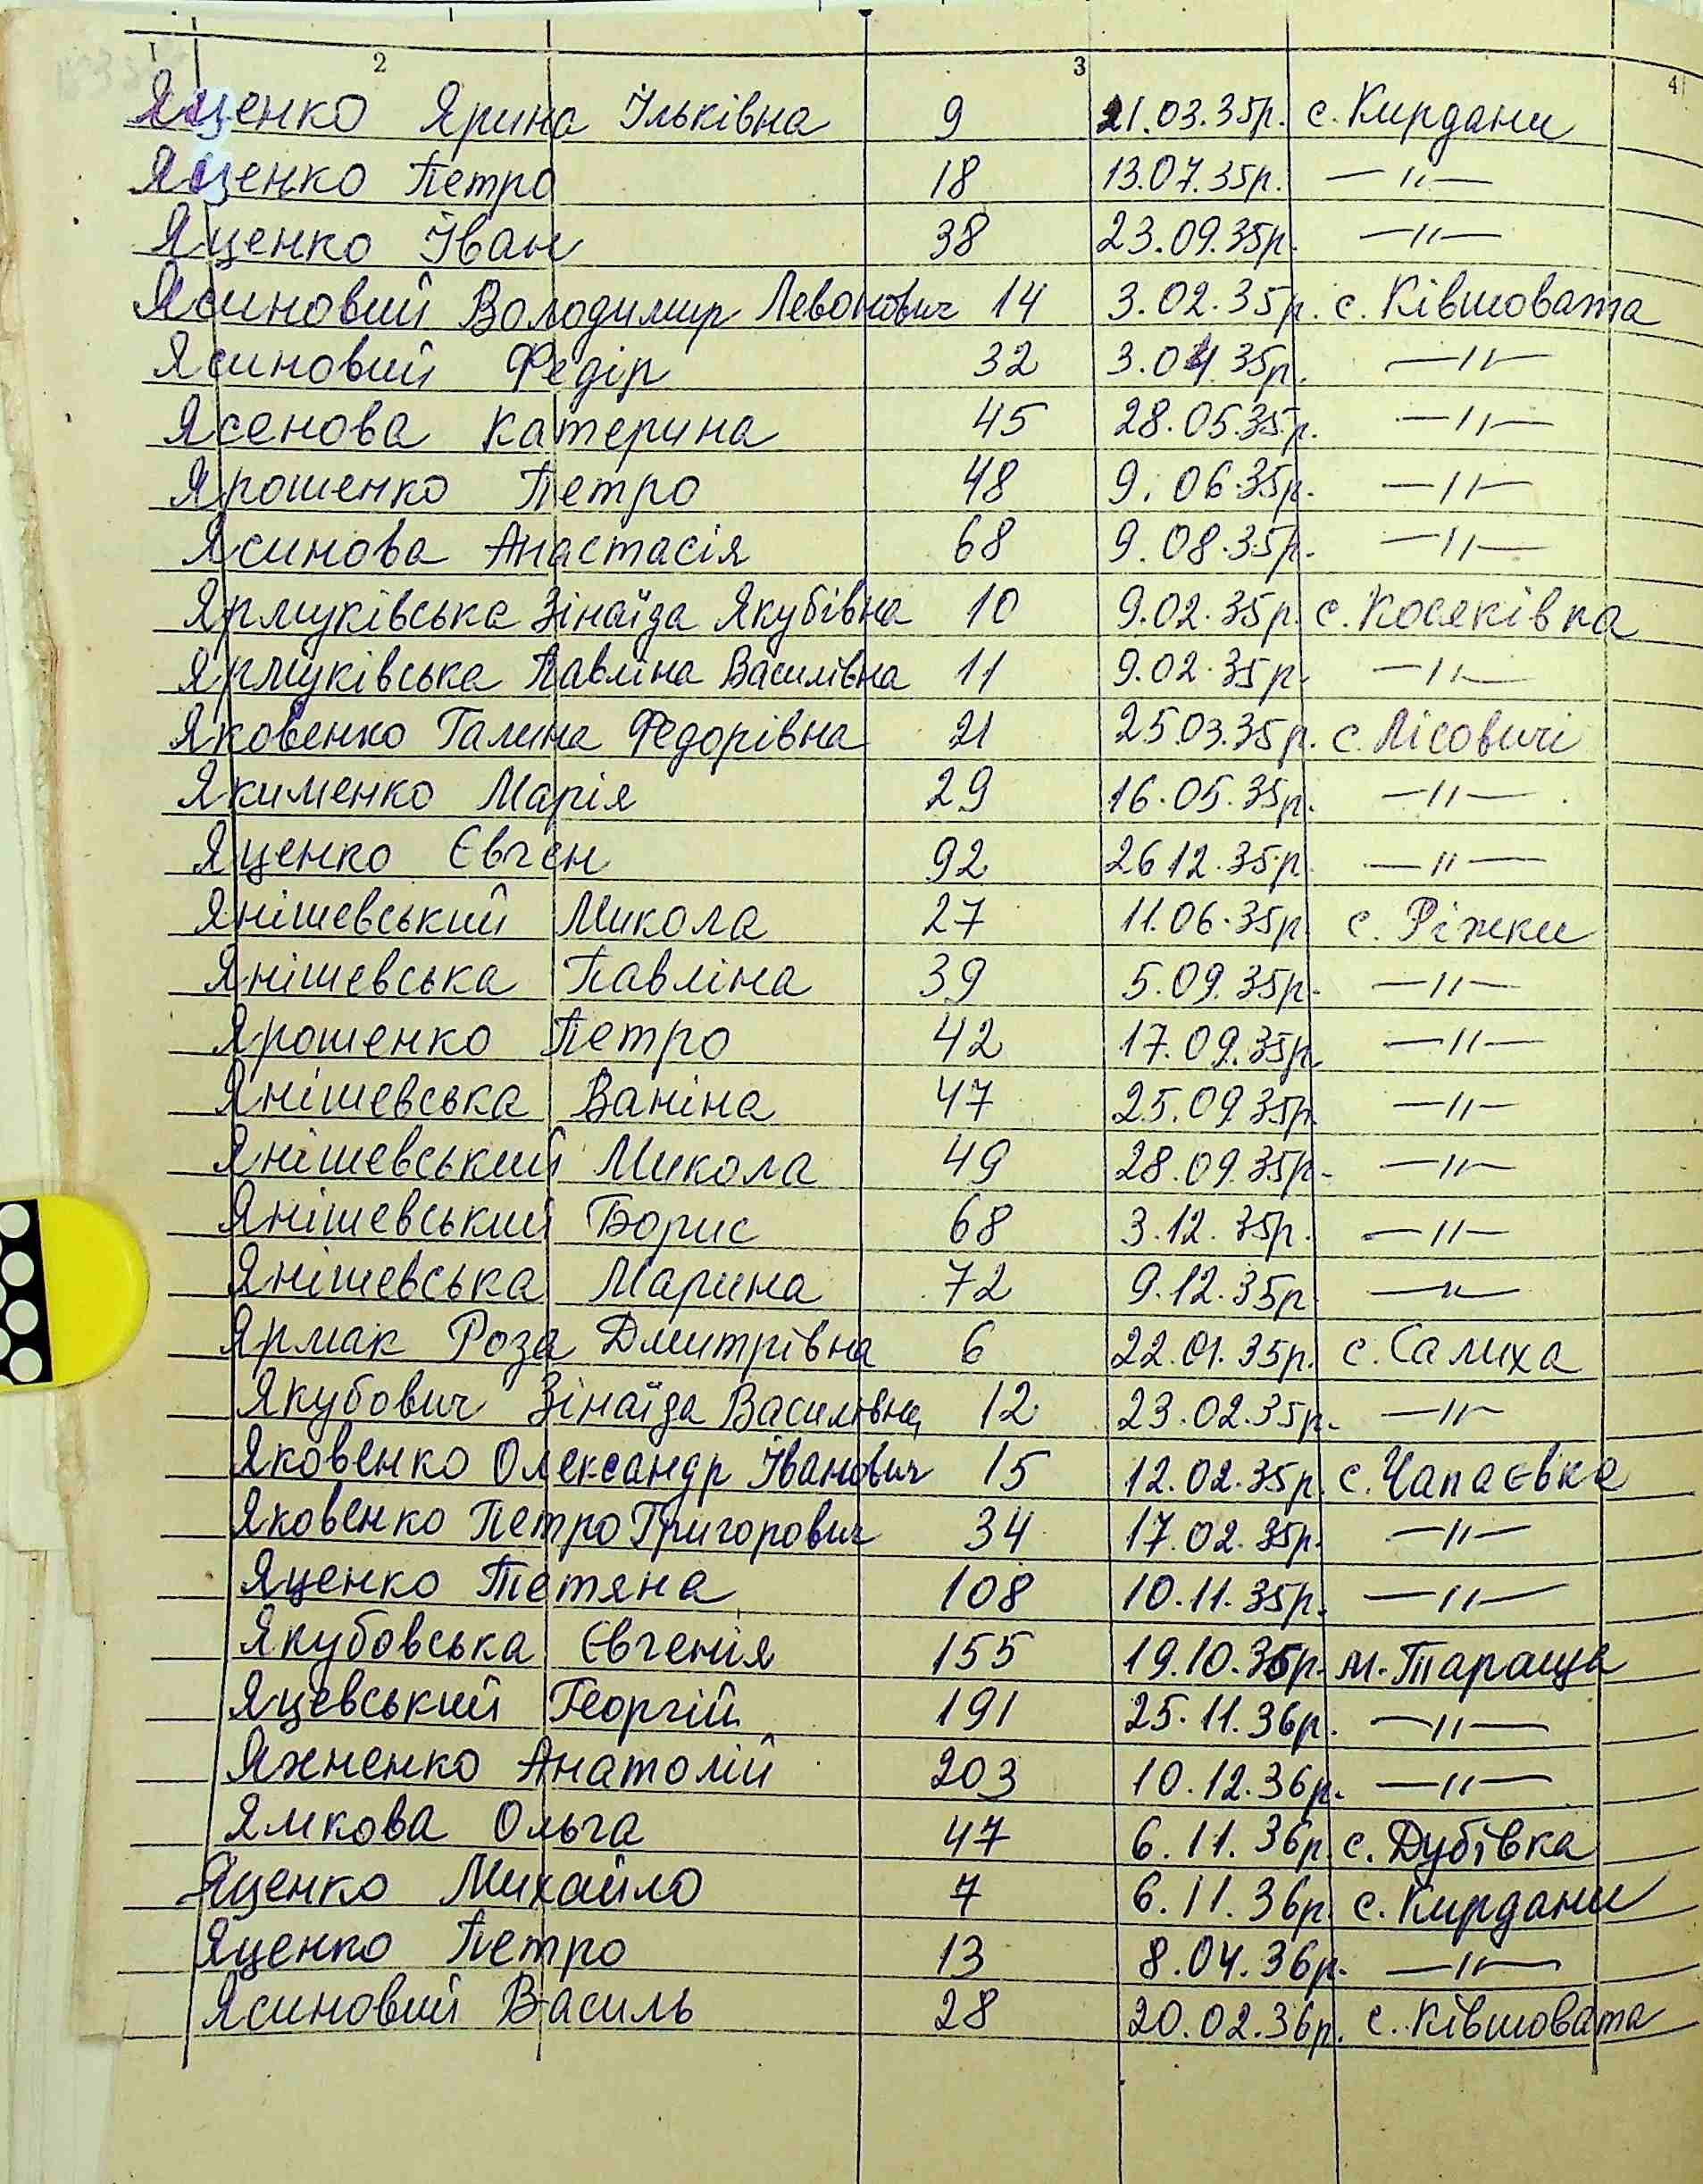 1 2 3 4
Яценко Ярина Ільківна 9 21.03.35р. с. Кирдани
Яценко Петро 18 13.07.35р. —〃—
Яценко Іван 38 23.09.35р. —〃—
Ясиновий Володимир Левонович 14 3.02.35р. с. Ківшовата
Ясиновий Федір 32 3.04.35р. —〃—
Ясенова Катерина 45 28.05.35р. —〃—
Ярошенко Петро 48 9.06.35р. —〃—
Ясинова Анастасія 68 9.08.35р. —〃—
Ярмуківська Зінаїда Якубівна 10 9.02.35р. с. Косяківка
Ярмуківська Павліна Василівна 11 9.02.35р. —〃—
Яковенко Галина Федорівна 21 25.03.35р. с. Лісовичі
Якименко Марія 29 16.05.35р. —〃—
Яценко Євген 92 26 12.35р. —〃—
Янішевський Микола 27 11.06.35р. с. Ріжки
Янішевська Павліна 39 5.09.35р. —〃—
Ярошенко Петро 42 17.09.35р. —〃—
Янішевська Ваніна 47 25.09.35р. —〃—
Янішевський Микола 49 28.09.35р. —〃—
Янішевський Борис 68 3.12.35р. —〃—
Янішевська Марина 72 9.12.35р. —〃—
Ярмак Роза Дмитрівна 6 22.01.35р. с. Салиха
Якубович Зінаїда Василівна 12 23.02.35р. —〃—
Яковенко Олександр Іванович 15 12.02.35р. с. Чапаєвка
Яковенко Петро Григорович 34 17.02.35р. —〃—
Яценко Тетяна 108 10.11.35р. —〃—
Якубовська Євгенія 155 19.10.36р. м. Тараща
Яцевський Георгій 191 25.11.36р. —〃—
Яхненко Анатолій 203 10.12.36р. —〃—
Ямкова Ольга 47 6.11.36р. с. Дубівка
Яценко Михайло 7 6.11.36р. с. Кирдани
Яценко Петро 13 8.04.36р. —〃—
Ясиновий Василь 28 20.02.36р. с. Ківшовата